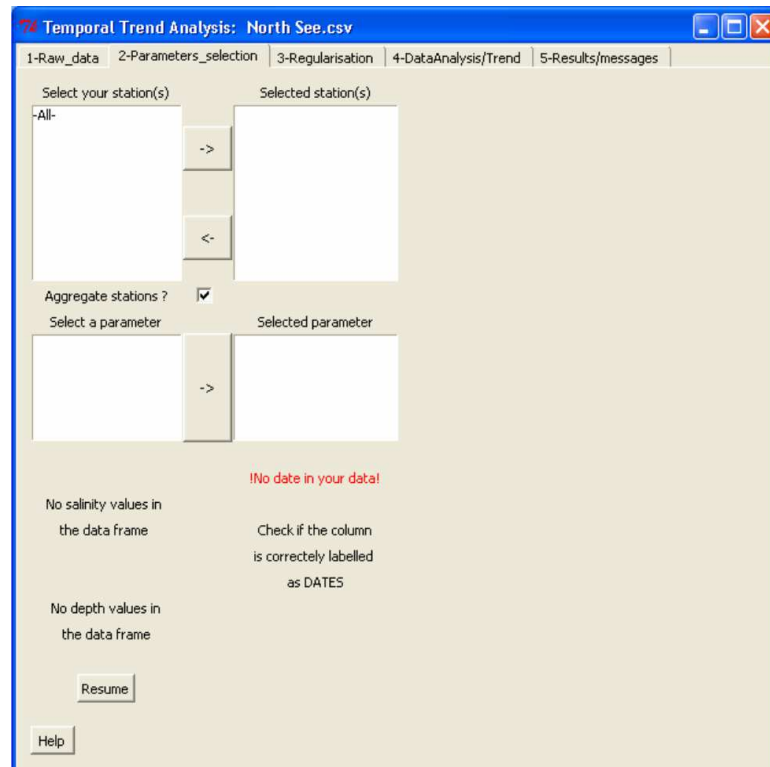 Temporal Trend Analysis: North See.csv
1-Raw_data 2-Parameters_selection 3-Regularisation 4-DataAnalysis/Trend 5-Results/messages
Select your station(s) Selected station(s)
-All-
->
<-
Aggregate stations ?
Select a parameter Selected parameter
->
!No date in your data!
No salinity values in
the data frame
Check if the column
is correctely labelled
as DATES
No depth values in
the data frame
Resume
Help